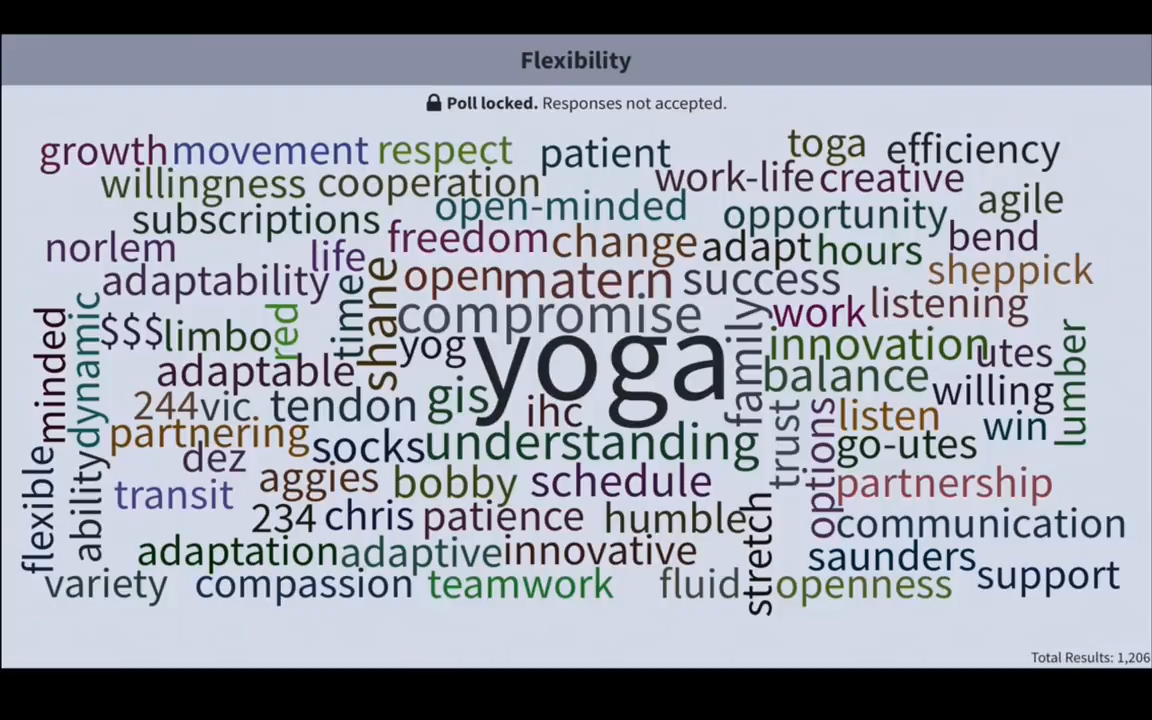 Flexibility
Poll locked. Responses not accepted.
growth movement respect patient toga efficiency
willingness cooperation work-life creative
subscriptions open-minded opportunity agile
norlem life freedom change adapt hours bend
adaptability time shane open matern success sheppick
minded dynamic $$$ limbo red compromise family work listening
adaptable yog yoga innovation utes lumber
244 vic. tendon gis ihc balance willing
partnering socks understanding trust options listen win
flexible ability dez go-utes
transit aggies bobby schedule partnership
234 chris patience humble stretch communication
adaptation adaptive innovative saunders
variety compassion teamwork fluid openness support
Total Results: 1,206